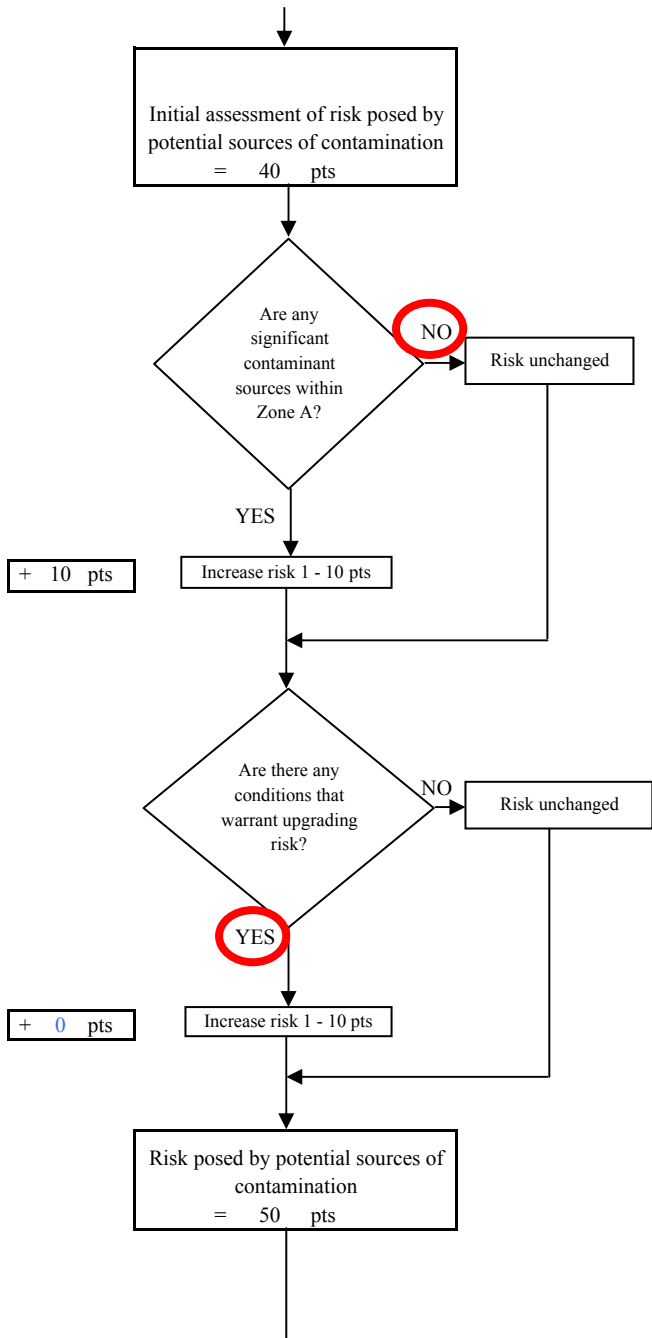 Initial assessment of risk posed by
potential sources of contamination
= 40 pts
Are any
significant
contaminant
sources within
Zone A?
NO
Risk unchanged
YES
+ 10 pts
Increase risk 1 - 10 pts
Are there any
conditions that
warrant upgrading
risk?
NO
Risk unchanged
YES
+ 0 pts
Increase risk 1 - 10 pts
Risk posed by potential sources of
contamination
= 50 pts